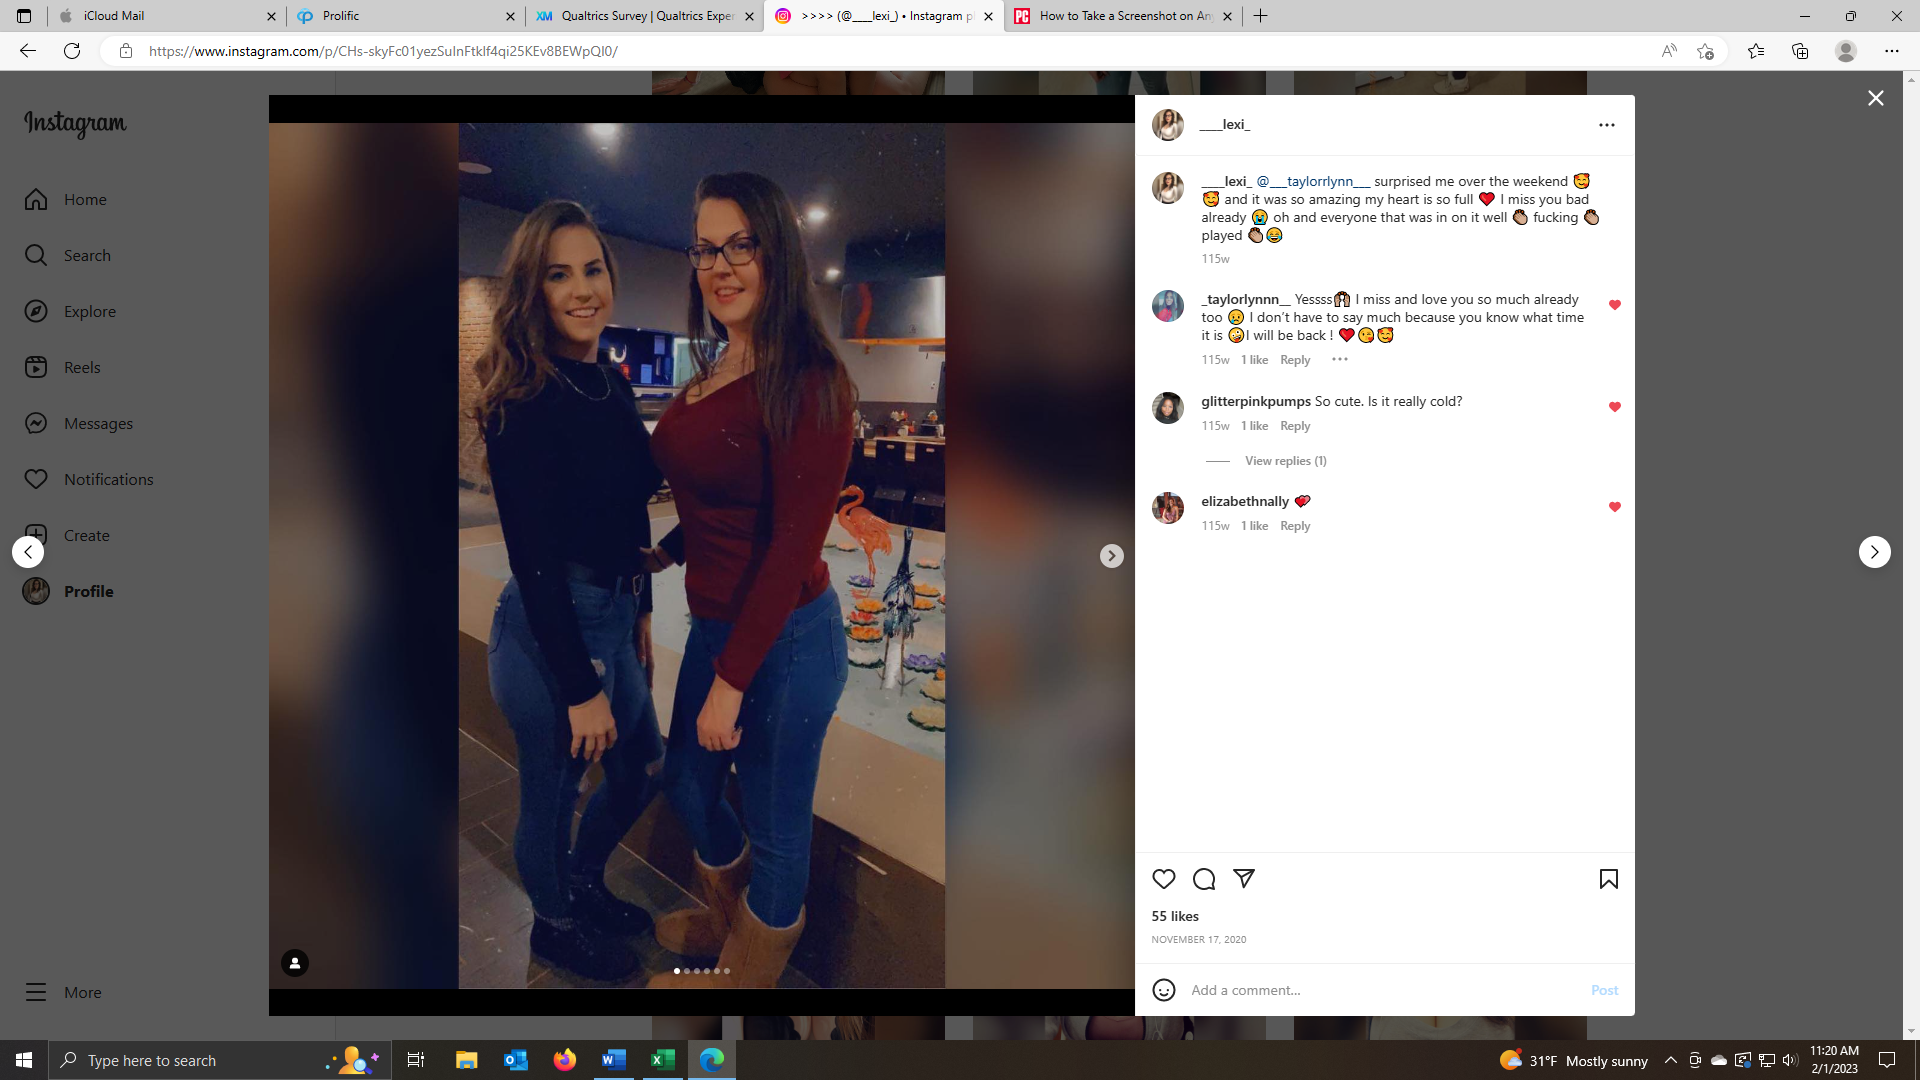 iCloud Mail
Prolific
Qualtrics Survey | Qualtrics Exper
>>>> (@____lexi_) • Instagram p
How to Take a Screenshot on An
https://www.instagram.com/p/CHs-skyFc01yezSuInFtkIf4qi25KEv8BEWpQI0/
Instagram
Home
Search
Explore
Reels
Messages
Notifications
Create
Profile
More
____lexi_
____lexi_ @___taylorrlynn___ surprised me over the weekend 🥰
🥰 and it was so amazing my heart is so full ❤️ I miss you bad
already 😭 oh and everyone that was in on it well 👏🏼 fucking 👏🏼
played 👏🏼😂
115w
_taylorlynnn__ Yessss🙌🏼 I miss and love you so much already
too 😢 I don’t have to say much because you know what time
it is 🤪I will be back ! ❤️😘🥰
115w 1 like Reply
glitterpinkpumps So cute. Is it really cold?
115w 1 like Reply
View replies (1)
elizabethnally 💕
115w 1 like Reply
55 likes
NOVEMBER 17, 2020
Add a comment...
Post
Type here to search
31°F Mostly sunny
11:20 AM
2/1/2023